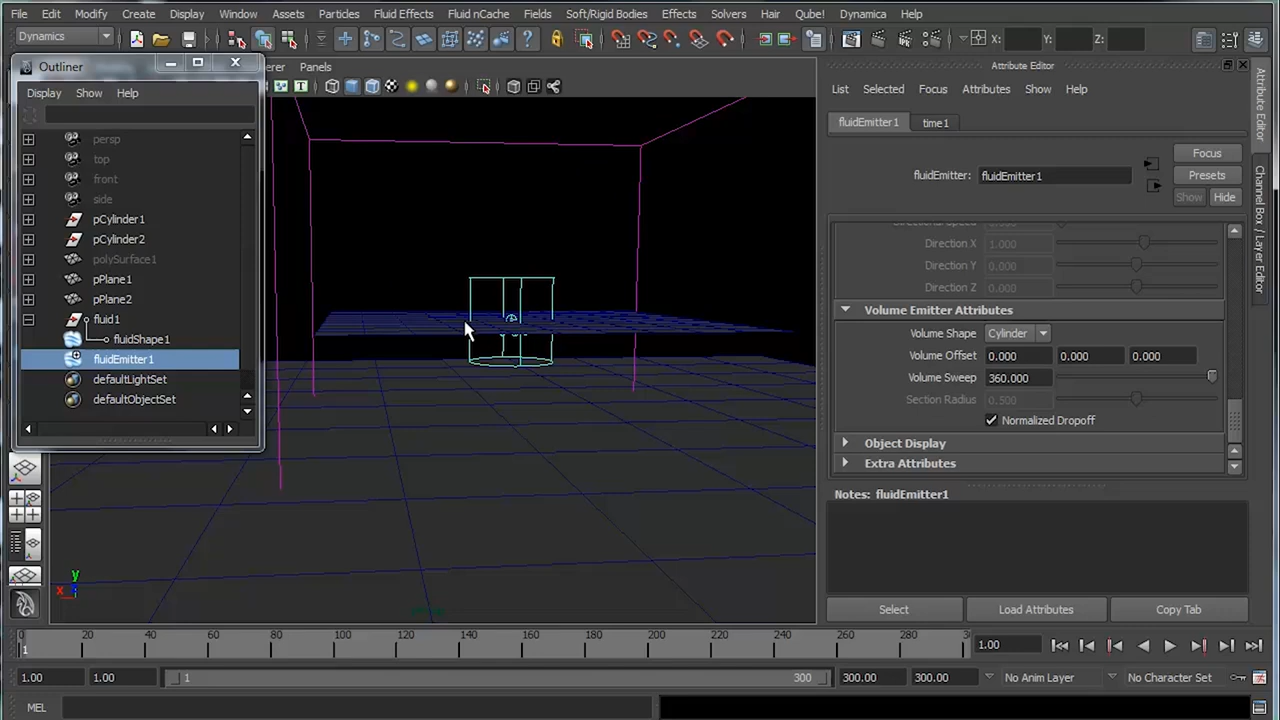 File Edit Modify Create Display Window Assets Particles Fluid Effects Fluid nCache Fields Soft/Rigid Bodies Effects Solvers Hair Qube! Dynamica Help
Dynamics X: Y: Z:
Outliner
Panels
Attribute Editor
Display Show Help
List Selected Focus Attributes Show Help
fluidEmitter1 time1
persp
top
front
side
pCylinder1
pCylinder2
polySurface1
pPlane1
pPlane2
fluid1
fluidShape1
fluidEmitter1
defaultLightSet
defaultObjectSet
Focus
fluidEmitter: fluidEmitter1 Presets
Show Hide
Direction X 1.000
Direction Y 0.000
Direction Z 0.000
Volume Emitter Attributes
Volume Shape Cylinder
Volume Offset 0.000 0.000 0.000
Volume Sweep 360.000
Section Radius 0.500
Normalized Dropoff
Object Display
Extra Attributes
Notes: fluidEmitter1
Select Load Attributes Copy Tab
Attribute Editor
Channel Box / Layer Editor
y
x
0 20 40 60 80 100 120 140 160 180 200 220 240 260 280
1 1.00
1.00 1.00 1 300 300.00 300.00 No Anim Layer No Character Set
MEL